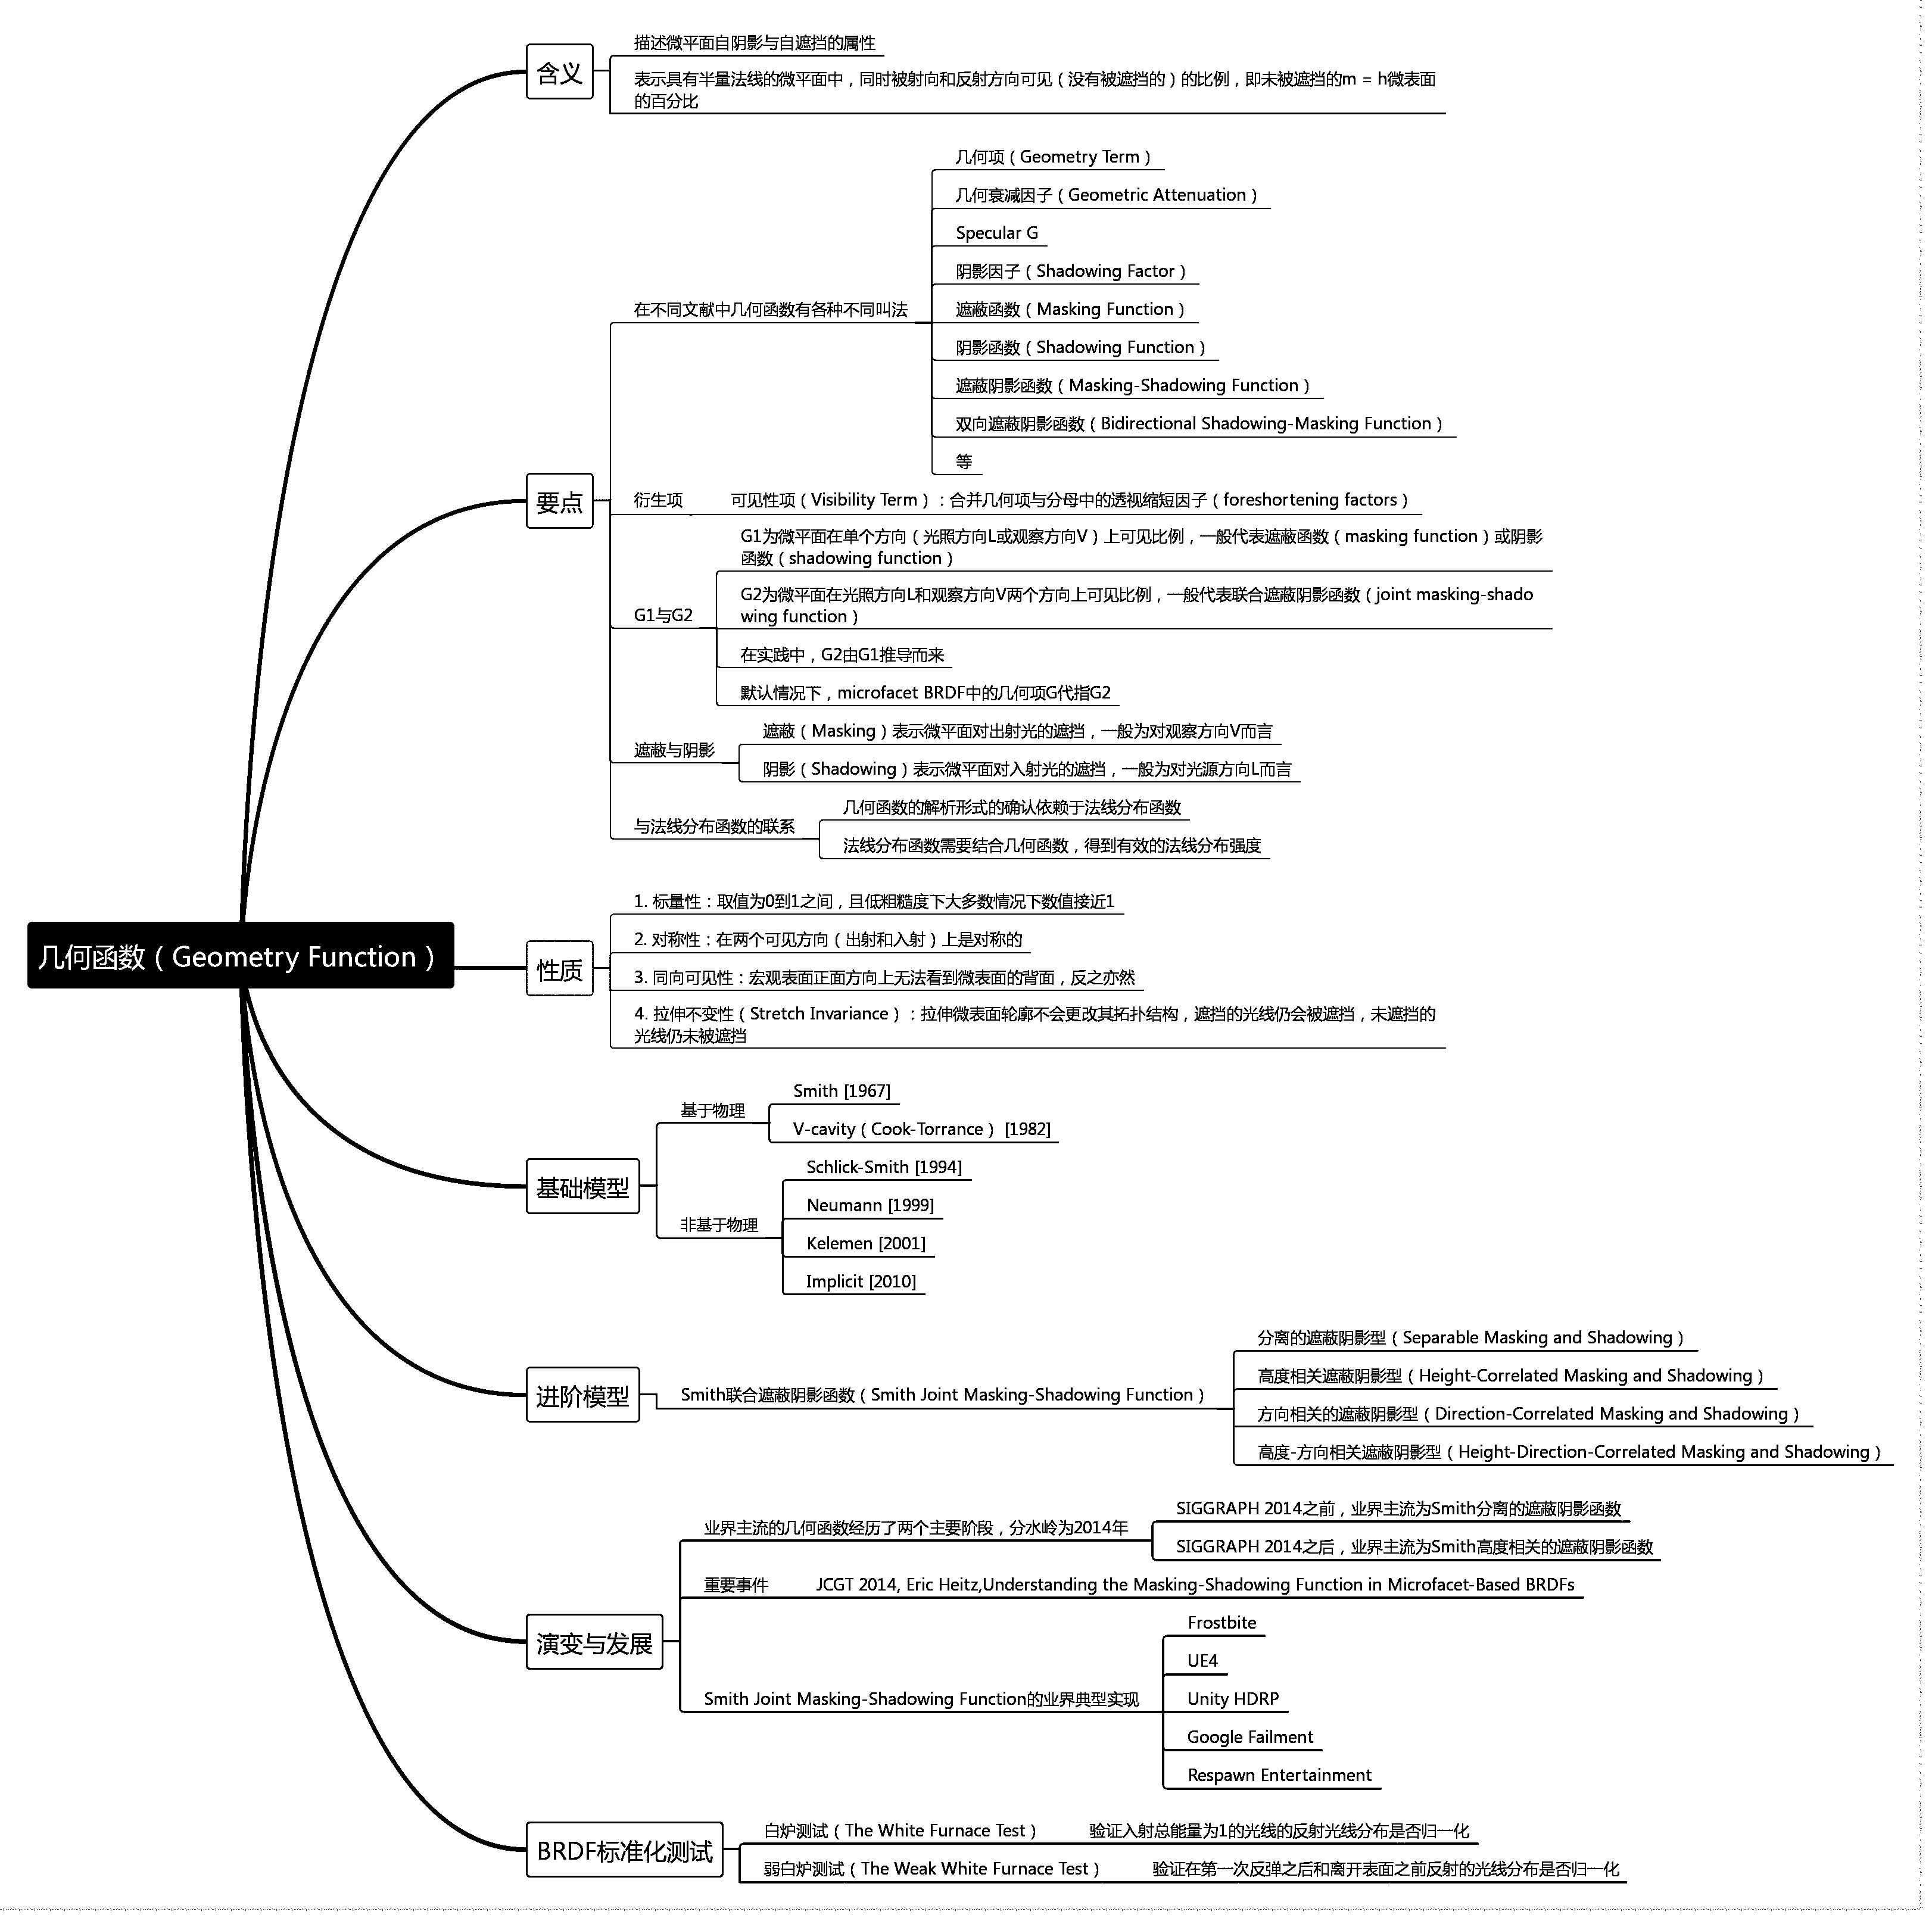 几何函数（Geometry Function）
含义
描述微平面自阴影与自遮挡的属性
表示具有半量法线的微平面中，同时被射向和反射方向可见（没有被遮挡的）的比例，即未被遮挡的m = h微表面
的百分比
要点
在不同文献中几何函数有各种不同叫法
几何项（Geometry Term）
几何衰减因子（Geometric Attenuation）
Specular G
阴影因子（Shadowing Factor）
遮蔽函数（Masking Function）
阴影函数（Shadowing Function）
遮蔽阴影函数（Masking-Shadowing Function）
双向遮蔽阴影函数（Bidirectional Shadowing-Masking Function）
等
衍生项
可见性项（Visibility Term）：合并几何项与分母中的透视缩短因子（foreshortening factors）
G1与G2
G1为微平面在单个方向（光照方向L或观察方向V）上可见比例，一般代表遮蔽函数（masking function）或阴影
函数（shadowing function）
G2为微平面在光照方向L和观察方向V两个方向上可见比例，一般代表联合遮蔽阴影函数（joint masking-shado
wing function）
在实践中，G2由G1推导而来
默认情况下，microfacet BRDF中的几何项G代指G2
遮蔽与阴影
遮蔽（Masking）表示微平面对出射光的遮挡，一般为对观察方向V而言
阴影（Shadowing）表示微平面对入射光的遮挡，一般为对光源方向L而言
与法线分布函数的联系
几何函数的解析形式的确认依赖于法线分布函数
法线分布函数需要结合几何函数，得到有效的法线分布强度
性质
1. 标量性：取值为0到1之间，且低粗糙度下大多数情况下数值接近1
2. 对称性：在两个可见方向（出射和入射）上是对称的
3. 同向可见性：宏观表面正面方向上无法看到微表面的背面，反之亦然
4. 拉伸不变性（Stretch Invariance）：拉伸微表面轮廓不会更改其拓扑结构，遮挡的光线仍会被遮挡，未遮挡的
光线仍未被遮挡
基础模型
基于物理
Smith [1967]
V-cavity（Cook-Torrance）[1982]
非基于物理
Schlick-Smith [1994]
Neumann [1999]
Kelemen [2001]
Implicit [2010]
进阶模型
Smith联合遮蔽阴影函数（Smith Joint Masking-Shadowing Function）
分离的遮蔽阴影型（Separable Masking and Shadowing）
高度相关遮蔽阴影型（Height-Correlated Masking and Shadowing）
方向相关的遮蔽阴影型（Direction-Correlated Masking and Shadowing）
高度-方向相关遮蔽阴影型（Height-Direction-Correlated Masking and Shadowing）
演变与发展
业界主流的几何函数经历了两个主要阶段，分水岭为2014年
SIGGRAPH 2014之前，业界主流为Smith分离的遮蔽阴影函数
SIGGRAPH 2014之后，业界主流为Smith高度相关的遮蔽阴影函数
重要事件
JCGT 2014, Eric Heitz,Understanding the Masking-Shadowing Function in Microfacet-Based BRDFs
Smith Joint Masking-Shadowing Function的业界典型实现
Frostbite
UE4
Unity HDRP
Google Failment
Respawn Entertainment
BRDF标准化测试
白炉测试（The White Furnace Test）
验证入射总能量为1的光线的反射光线分布是否归一化
弱白炉测试（The Weak White Furnace Test）
验证在第一次反弹之后和离开表面之前反射的光线分布是否归一化